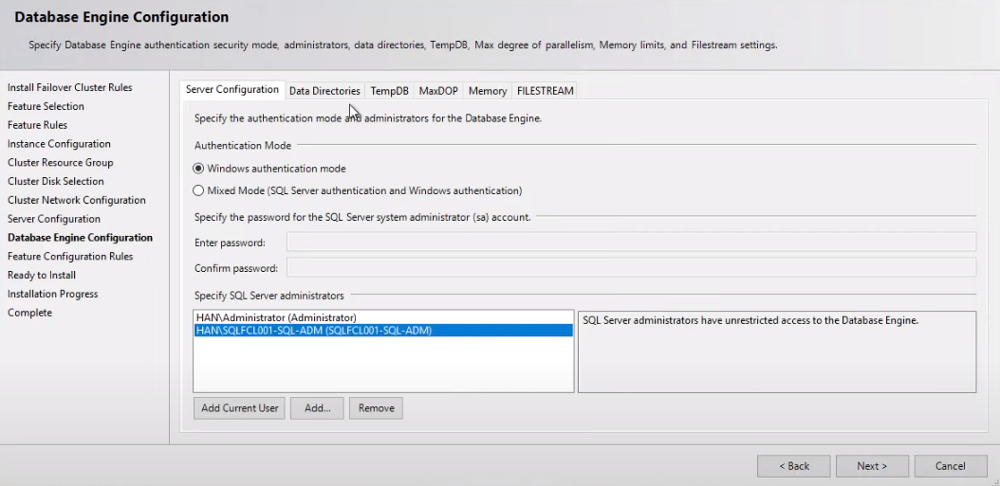 Database Engine Configuration
Specify Database Engine authentication security mode, administrators, data directories, TempDB, Max degree of parallelism, Memory limits, and Filestream settings.
Install Failover Cluster Rules
Feature Selection
Feature Rules
Instance Configuration
Cluster Resource Group
Cluster Disk Selection
Cluster Network Configuration
Server Configuration
Database Engine Configuration
Feature Configuration Rules
Ready to Install
Installation Progress
Complete
Server Configuration Data Directories TempDB MaxDOP Memory FILESTREAM
Specify the authentication mode and administrators for the Database Engine.
Authentication Mode
Windows authentication mode
Mixed Mode (SQL Server authentication and Windows authentication)
Specify the password for the SQL Server system administrator (sa) account.
Enter password:
Confirm password:
Specify SQL Server administrators
HAN\Administrator (Administrator)
HAN\SQLFCL001-SQL-ADM (SQLFCL001-SQL-ADM)
SQL Server administrators have unrestricted access to the Database Engine.
Add Current User Add... Remove
< Back Next > Cancel